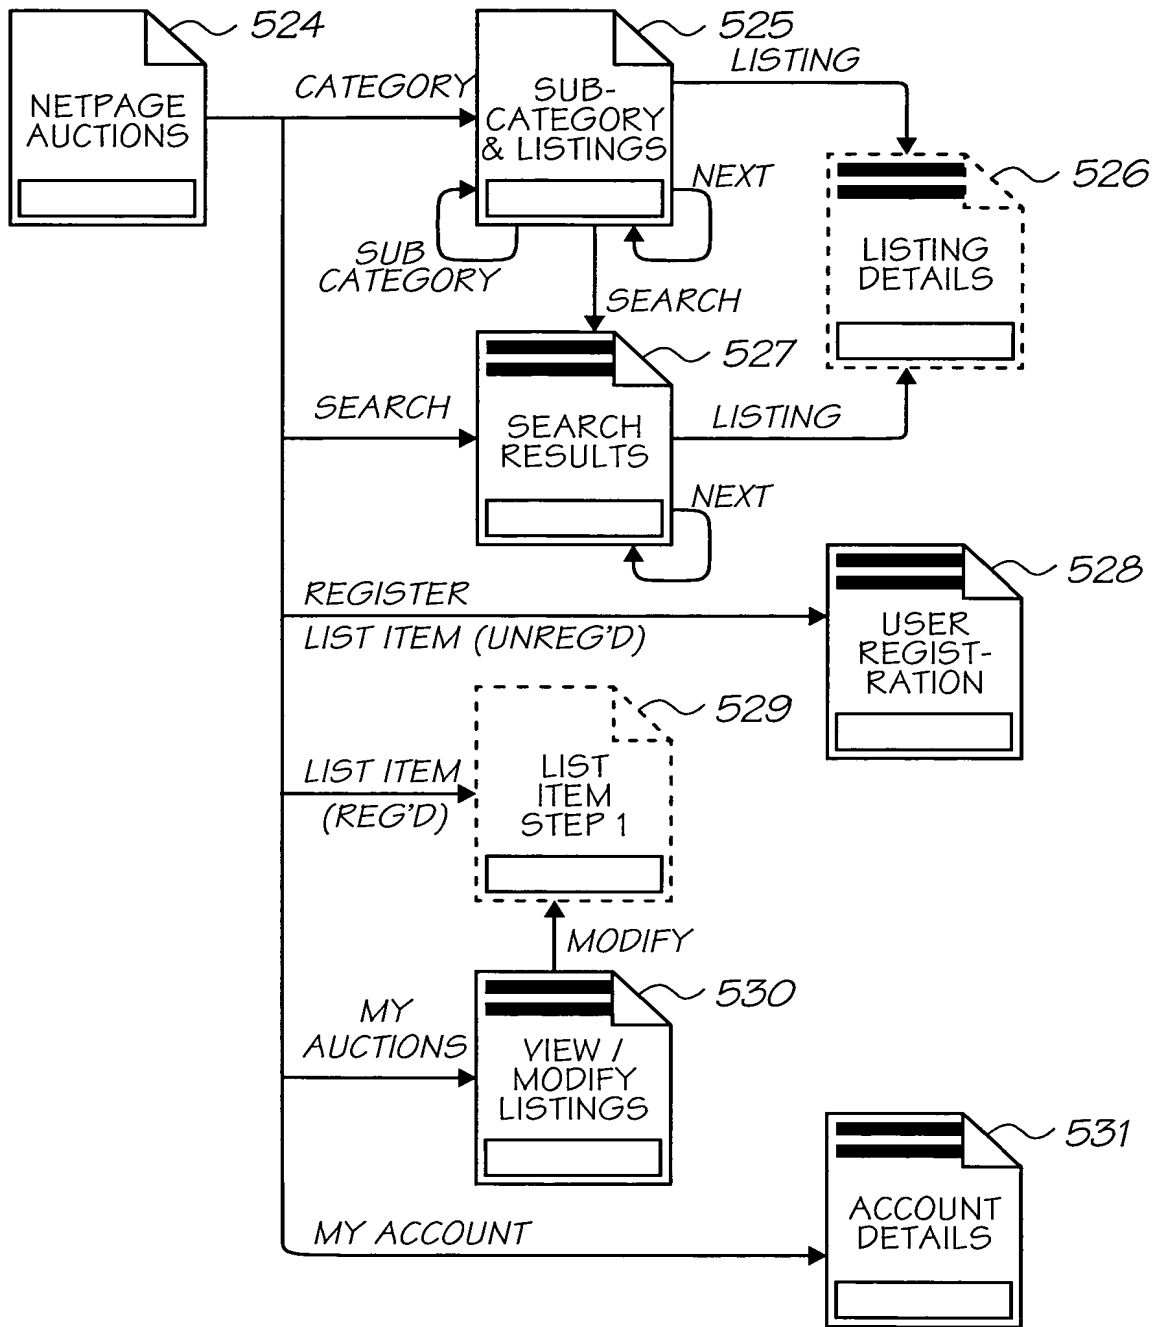 524
NETPAGE
AUCTIONS
CATEGORY
525
SUB-
CATEGORY
& LISTINGS
LISTING
NEXT
SUB
CATEGORY
SEARCH
526
LISTING
DETAILS
527
SEARCH
SEARCH
RESULTS
LISTING
NEXT
REGISTER
LIST ITEM (UNREG'D)
528
USER
REGIST-
RATION
529
LIST ITEM
(REG'D)
LIST
ITEM
STEP 1
MODIFY
530
MY
AUCTIONS
VIEW /
MODIFY
LISTINGS
531
MY ACCOUNT
ACCOUNT
DETAILS